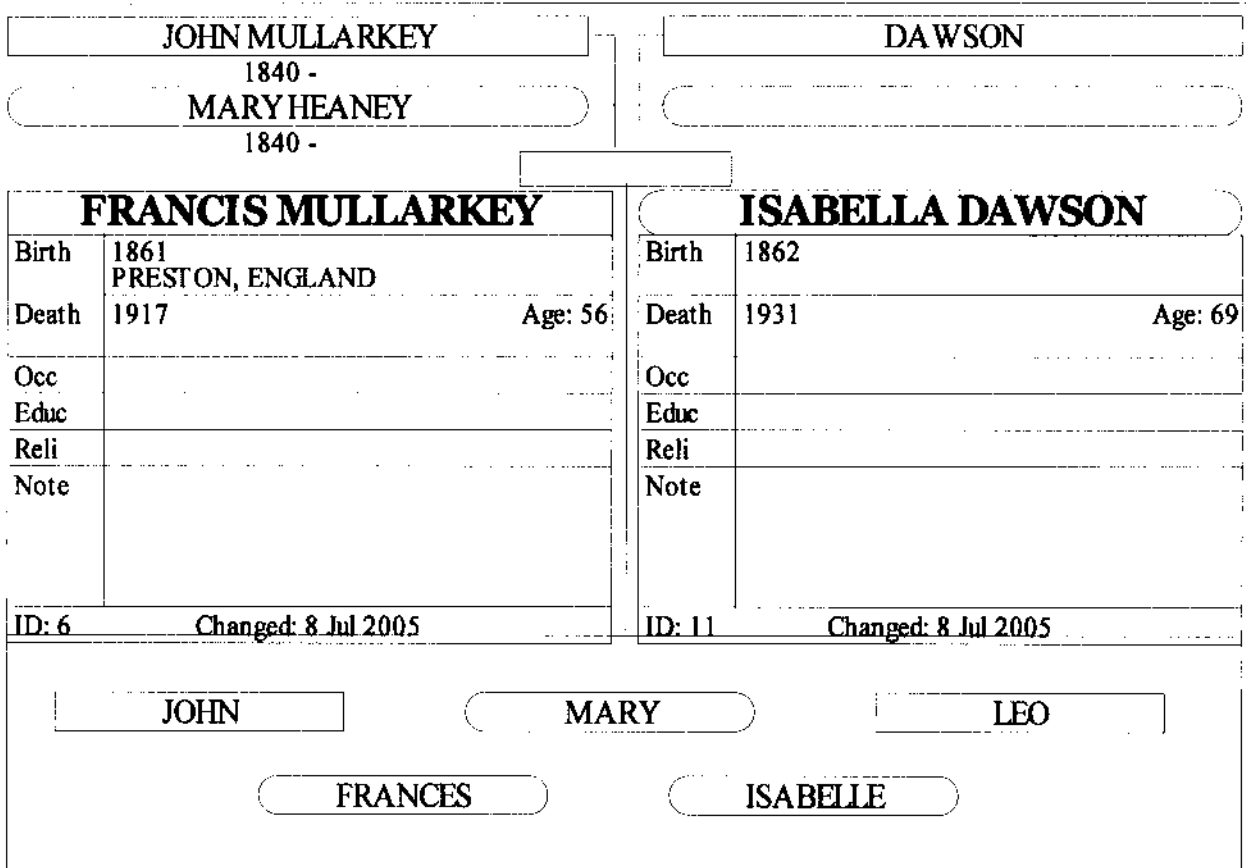 JOHN MULLARKEY
1840 -
MARY HEANEY
1840 -
DAWSON
FRANCIS MULLARKEY
Birth 1861
PRESTON, ENGLAND
Death 1917 Age: 56
Occ
Educ
Reli
Note
ID: 6 Changed: 8 Jul 2005
ISABELLA DAWSON
Birth 1862
Death 1931 Age: 69
Occ
Educ
Reli
Note
ID: 11 Changed: 8 Jul 2005
JOHN MARY LEO
FRANCES ISABELLE